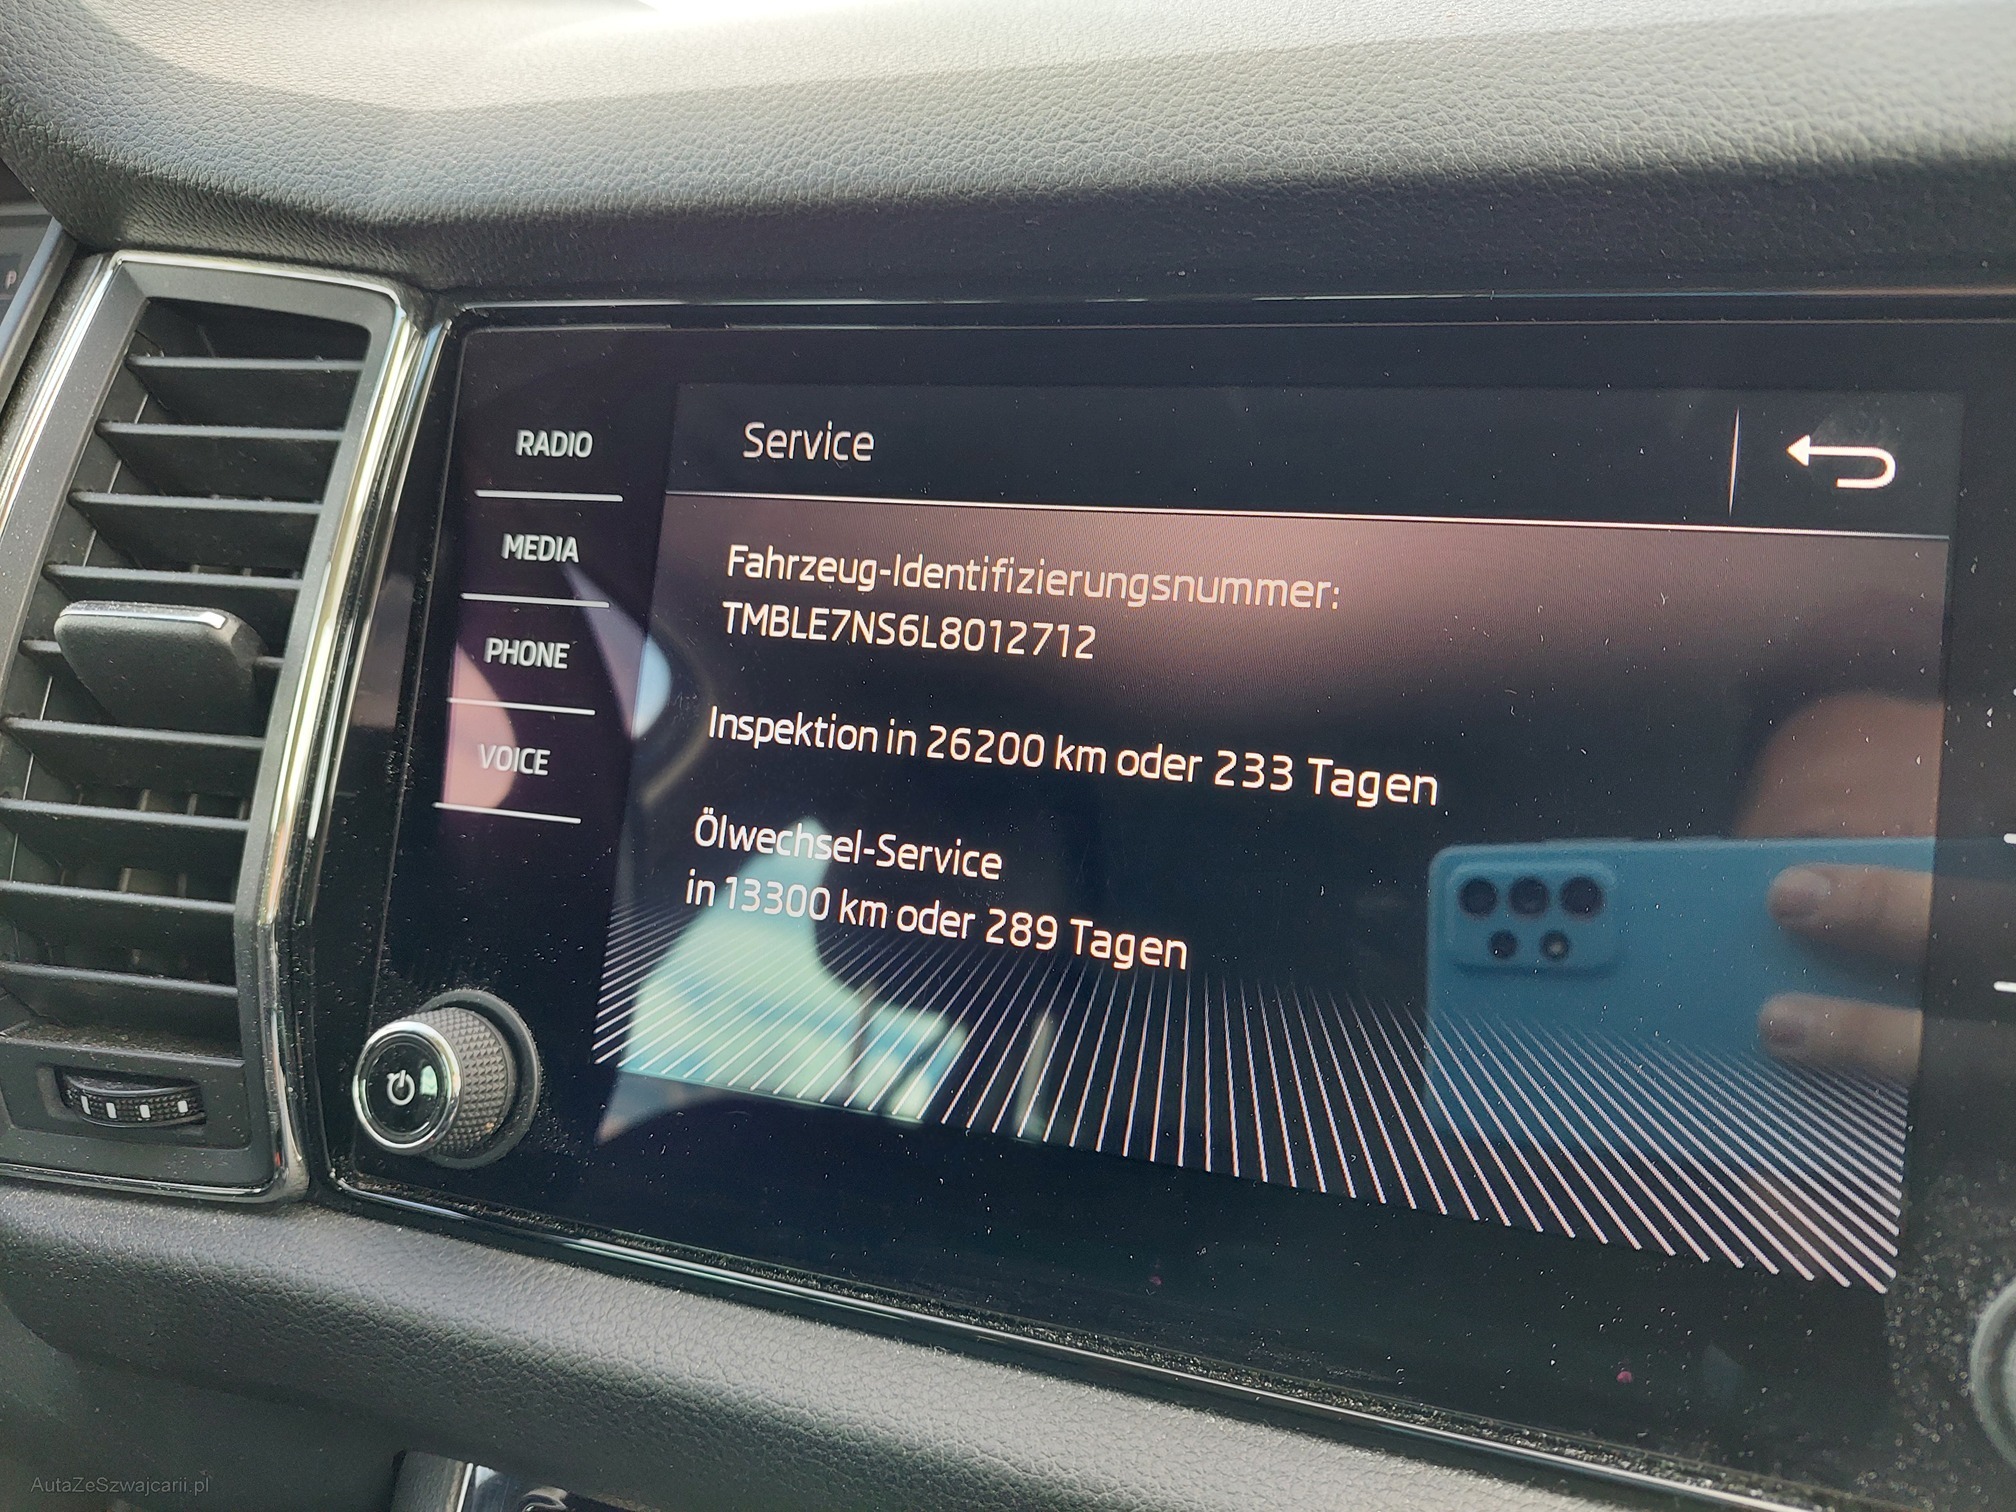 RADIO
MEDIA
PHONE
VOICE
Service
Fahrzeug-Identifizierungsnummer:
TMBLE7NS6L8012712
Inspektion in 26200 km oder 233 Tagen
Ölwechsel-Service
in 13300 km oder 289 Tagen
AutaZeSzwajcarii.pl